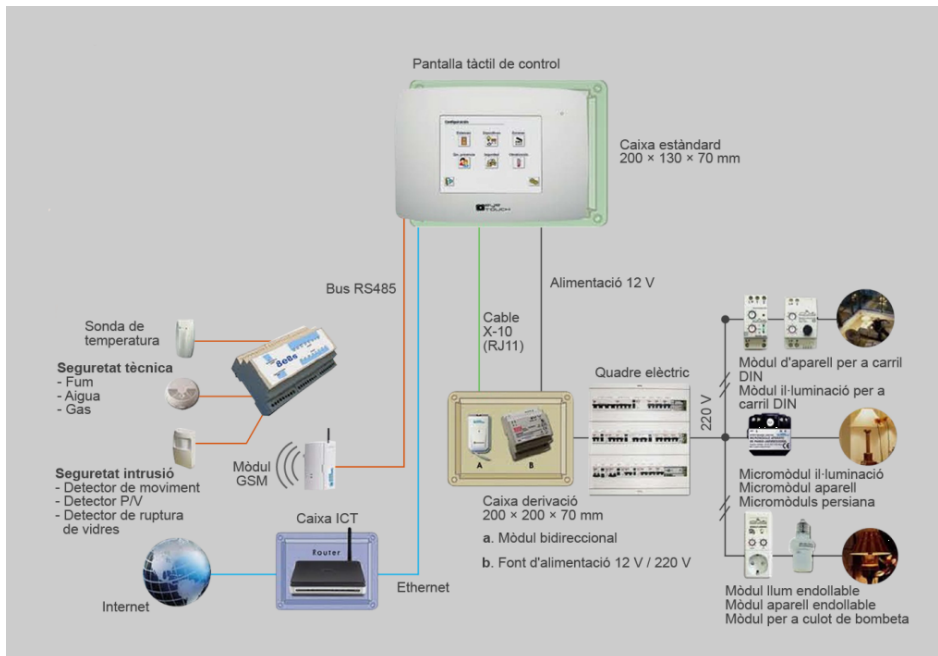 Pantalla tàctil de control
Configuración
Seguridad
TOUCH
Caixa estàndard
200 × 130 × 70 mm
Bus RS485
Alimentació 12 V
Cable
X-10
(RJ11)
Sonda de
temperatura
Seguretat tècnica
- Fum
- Aigua
- Gas
Seguretat intrusió
- Detector de moviment
- Detector P/V
- Detector de ruptura
de vidres
8e8s
Mòdul
GSM
Caixa ICT
Router
Internet
Ethernet
Quadre elèctric
A
B
Caixa derivació
200 × 200 × 70 mm
a. Mòdul bidireccional
b. Font d'alimentació 12 V / 220 V
220 V
Mòdul d'aparell per a carril
DIN
Mòdul il·luminació per a
carril DIN
Micromòdul il·luminació
Micromòdul aparell
Micromòduls persiana
Mòdul llum endollable
Mòdul aparell endollable
Mòdul per a culot de bombeta